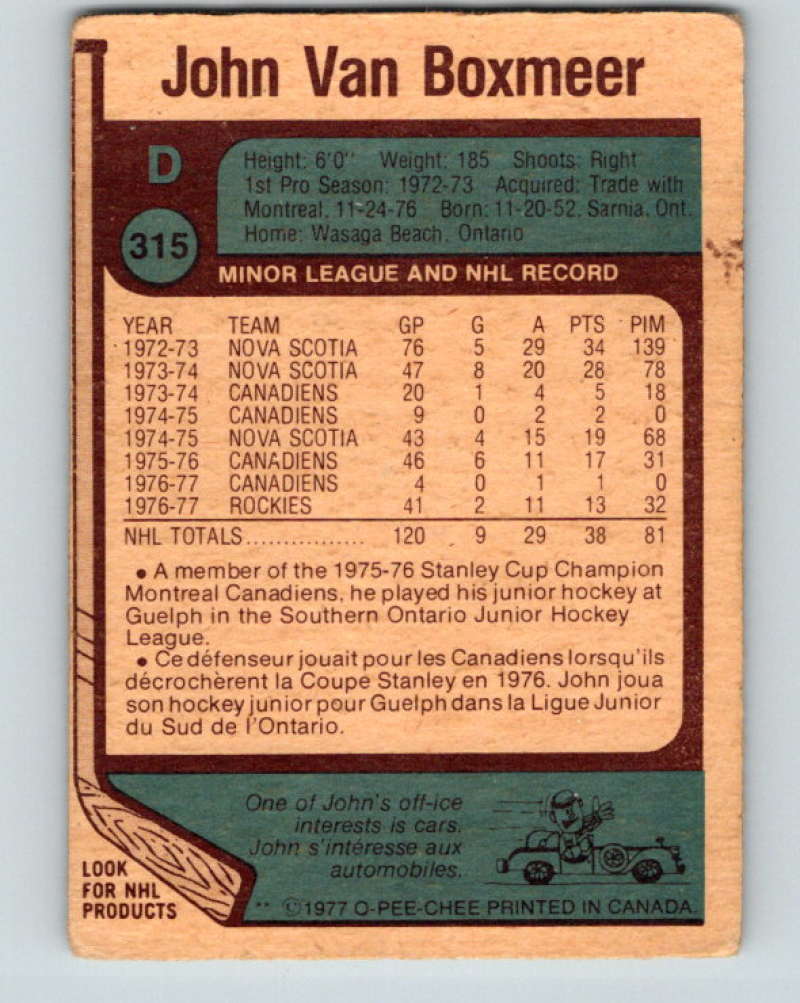 John Van Boxmeer
D
315
Height: 6'0" Weight: 185 Shoots: Right
1st Pro Season: 1972-73 Acquired: Trade with
Montreal, 11-24-76 Born: 11-20-52, Sarnia, Ont.
Home: Wasaga Beach, Ontario
MINOR LEAGUE AND NHL RECORD
YEAR TEAM GP G A PTS PIM
1972-73 NOVA SCOTIA 76 5 29 34 139
1973-74 NOVA SCOTIA 47 8 20 28 78
1973-74 CANADIENS 20 1 4 5 18
1974-75 CANADIENS 9 0 2 2 0
1974-75 NOVA SCOTIA 43 4 15 19 68
1975-76 CANADIENS 46 6 11 17 31
1976-77 CANADIENS 4 0 1 1 0
1976-77 ROCKIES 41 2 11 13 32
NHL TOTALS................ 120 9 29 38 81
• A member of the 1975-76 Stanley Cup Champion
Montreal Canadiens, he played his junior hockey at
Guelph in the Southern Ontario Junior Hockey
League.
• Ce défenseur jouait pour les Canadiens lorsqu'ils
décrochèrent la Coupe Stanley en 1976. John joua
son hockey junior pour Guelph dans la Ligue Junior
du Sud de l'Ontario.
One of John's off-ice
interests is cars.
John s'intéresse aux
automobiles.
LOOK
FOR NHL
PRODUCTS
** ©1977 O-PEE-CHEE PRINTED IN CANADA